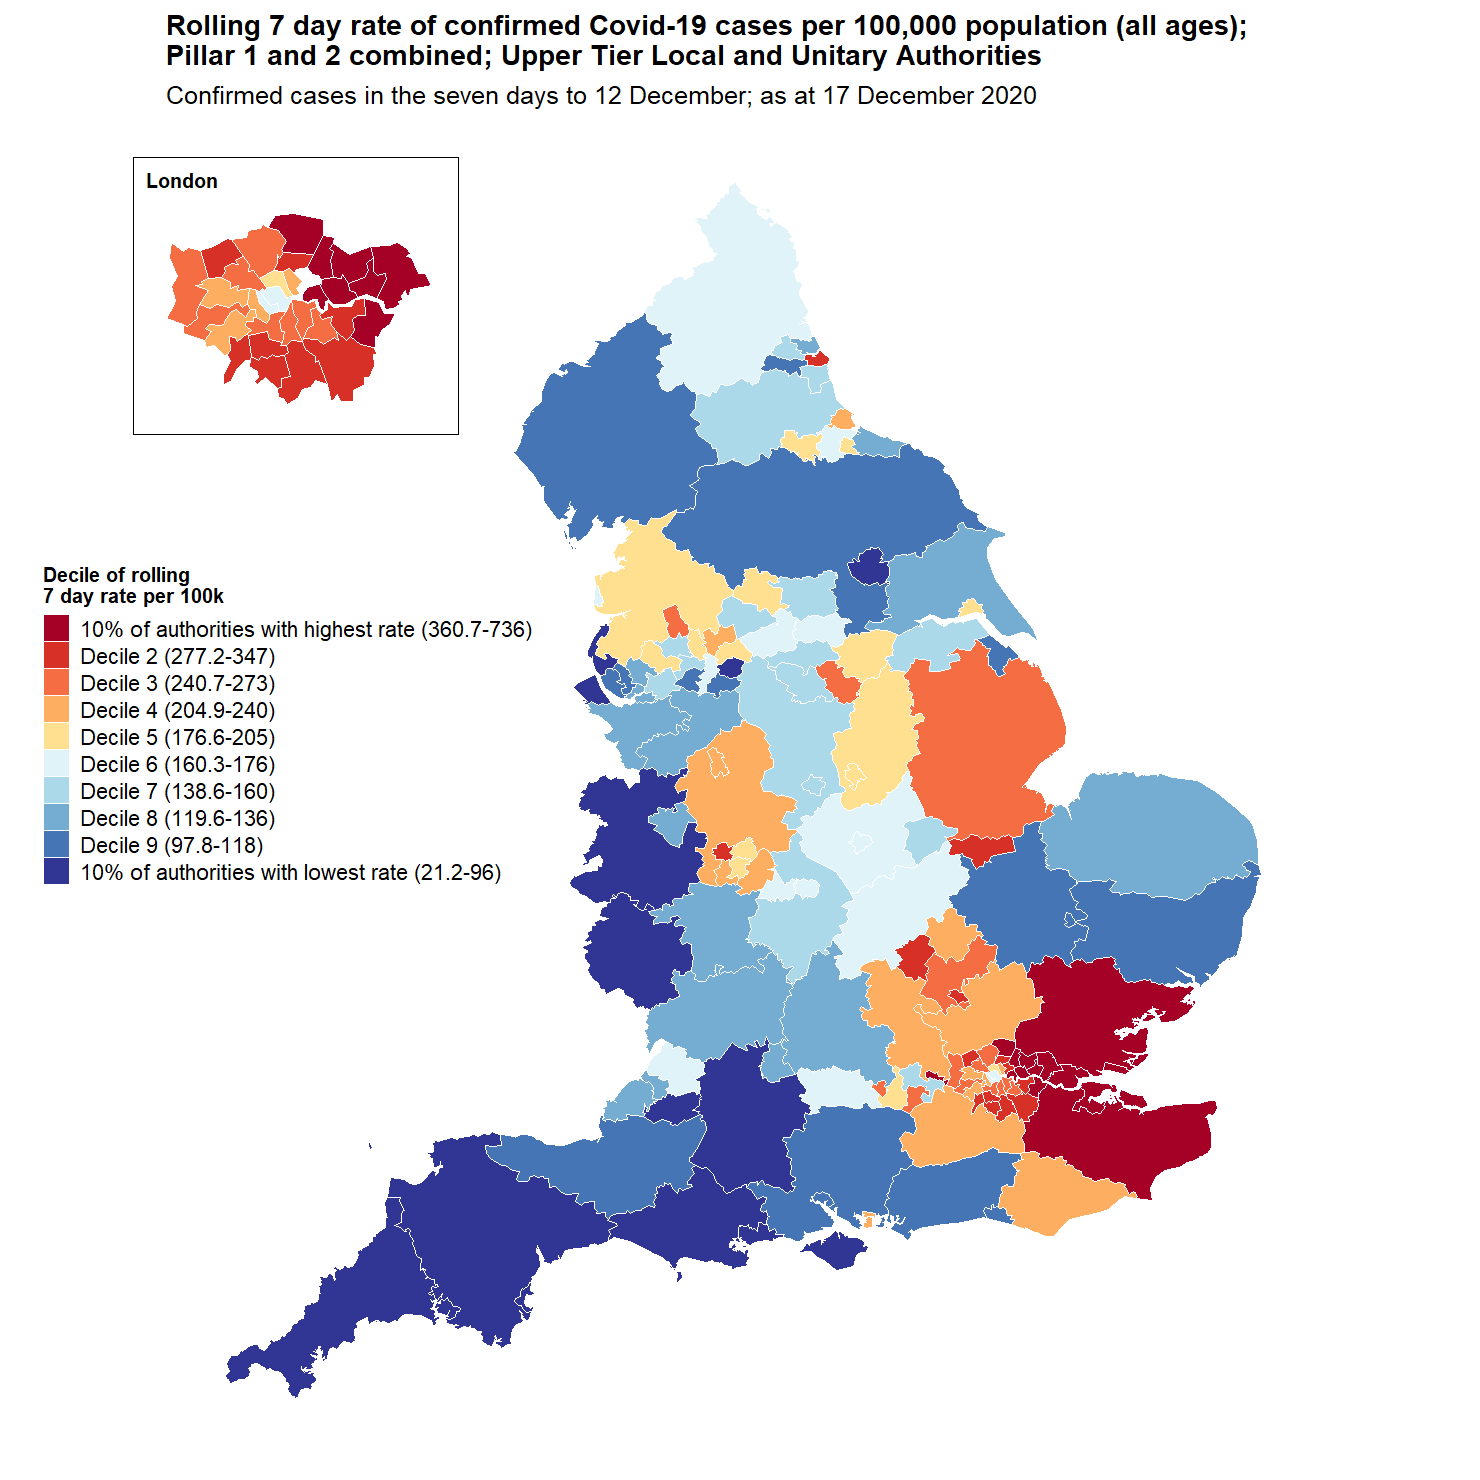 Rolling 7 day rate of confirmed Covid-19 cases per 100,000 population (all ages);
Pillar 1 and 2 combined; Upper Tier Local and Unitary Authorities
Confirmed cases in the seven days to 12 December; as at 17 December 2020
London
Decile of rolling
7 day rate per 100k
10% of authorities with highest rate (360.7-736)
Decile 2 (277.2-347)
Decile 3 (240.7-273)
Decile 4 (204.9-240)
Decile 5 (176.6-205)
Decile 6 (160.3-176)
Decile 7 (138.6-160)
Decile 8 (119.6-136)
Decile 9 (97.8-118)
10% of authorities with lowest rate (21.2-96)